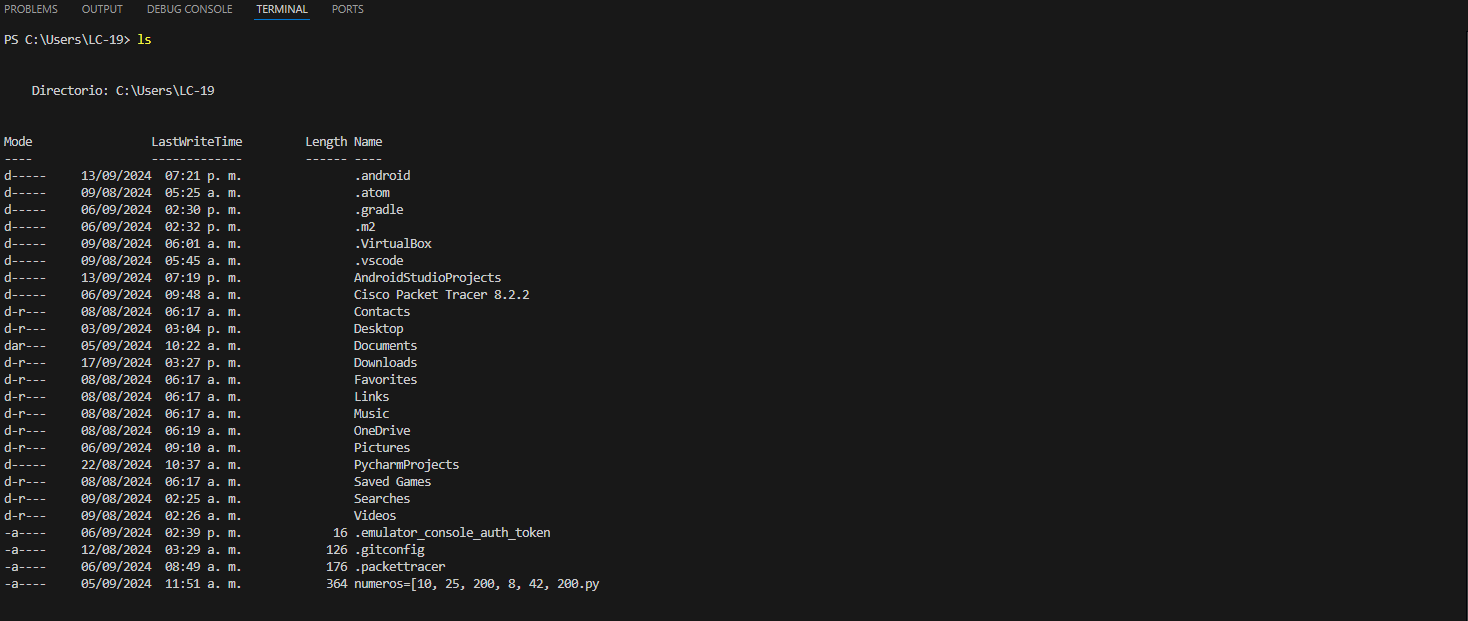 PROBLEMS OUTPUT DEBUG CONSOLE TERMINAL PORTS
PS C:\Users\LC-19> ls
Directorio: C:\Users\LC-19
Mode LastWriteTime Length Name
---- ------------- ------ ----
d----- 13/09/2024 07:21 p. m. .android
d----- 09/08/2024 05:25 a. m. .atom
d----- 06/09/2024 02:30 p. m. .gradle
d----- 06/09/2024 02:32 p. m. .m2
d----- 09/08/2024 06:01 a. m. .VirtualBox
d----- 09/08/2024 05:45 a. m. .vscode
d----- 13/09/2024 07:19 p. m. AndroidStudioProjects
d----- 06/09/2024 09:48 a. m. Cisco Packet Tracer 8.2.2
d-r--- 08/08/2024 06:17 a. m. Contacts
d-r--- 03/09/2024 03:04 p. m. Desktop
dar--- 05/09/2024 10:22 a. m. Documents
d-r--- 17/09/2024 03:27 p. m. Downloads
d-r--- 08/08/2024 06:17 a. m. Favorites
d-r--- 08/08/2024 06:17 a. m. Links
d-r--- 08/08/2024 06:17 a. m. Music
d-r--- 08/08/2024 06:19 a. m. OneDrive
d-r--- 06/09/2024 09:10 a. m. Pictures
d----- 22/08/2024 10:37 a. m. PycharmProjects
d-r--- 08/08/2024 06:17 a. m. Saved Games
d-r--- 09/08/2024 02:25 a. m. Searches
d-r--- 09/08/2024 02:26 a. m. Videos
-a---- 06/09/2024 02:39 p. m. 16 .emulator_console_auth_token
-a---- 12/08/2024 03:29 a. m. 126 .gitconfig
-a---- 06/09/2024 08:49 a. m. 176 .packettracer
-a---- 05/09/2024 11:51 a. m. 364 numeros=[10, 25, 200, 8, 42, 200.py